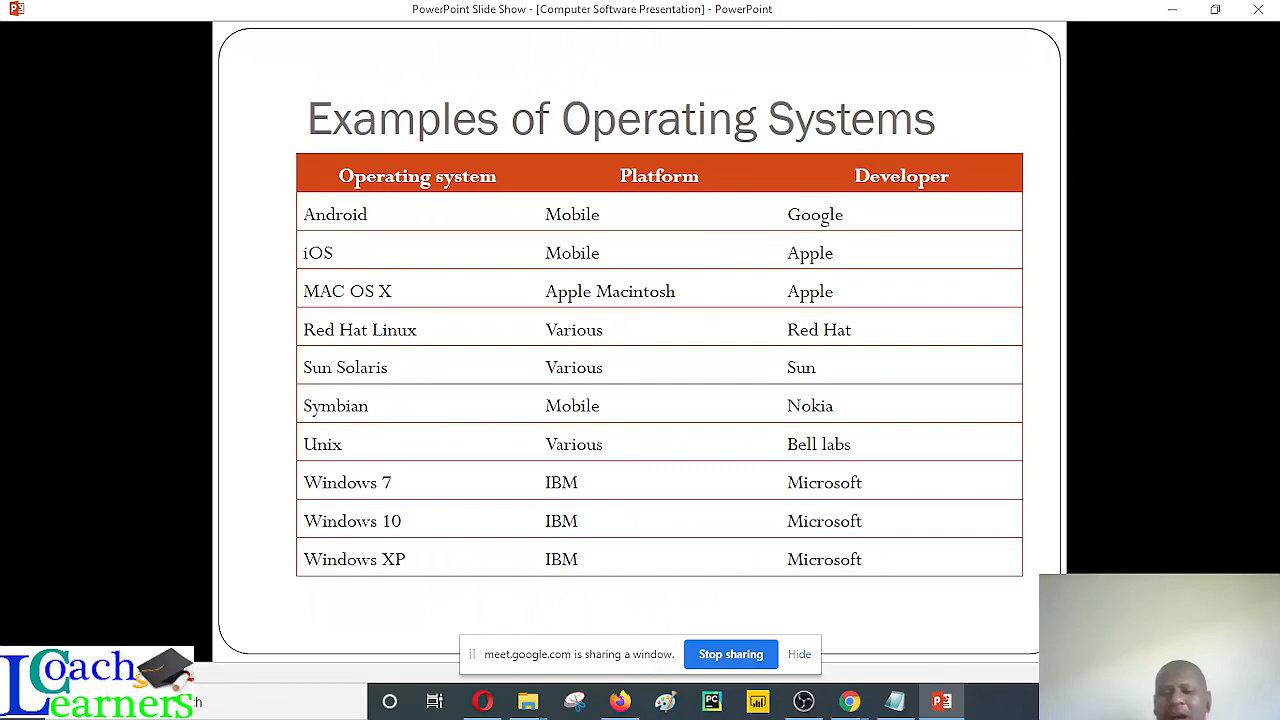 PowerPoint Slide Show - [Computer Software Presentation] - PowerPoint
Examples of Operating Systems
Operating system Platform Developer
Android Mobile Google
iOS Mobile Apple
MAC OS X Apple Macintosh Apple
Red Hat Linux Various Red Hat
Sun Solaris Various Sun
Symbian Mobile Nokia
Unix Various Bell labs
Windows 7 IBM Microsoft
Windows 10 IBM Microsoft
Windows XP IBM Microsoft
meet.google.com is sharing a window. Stop sharing Hide
Coach
Learners
ch
PC